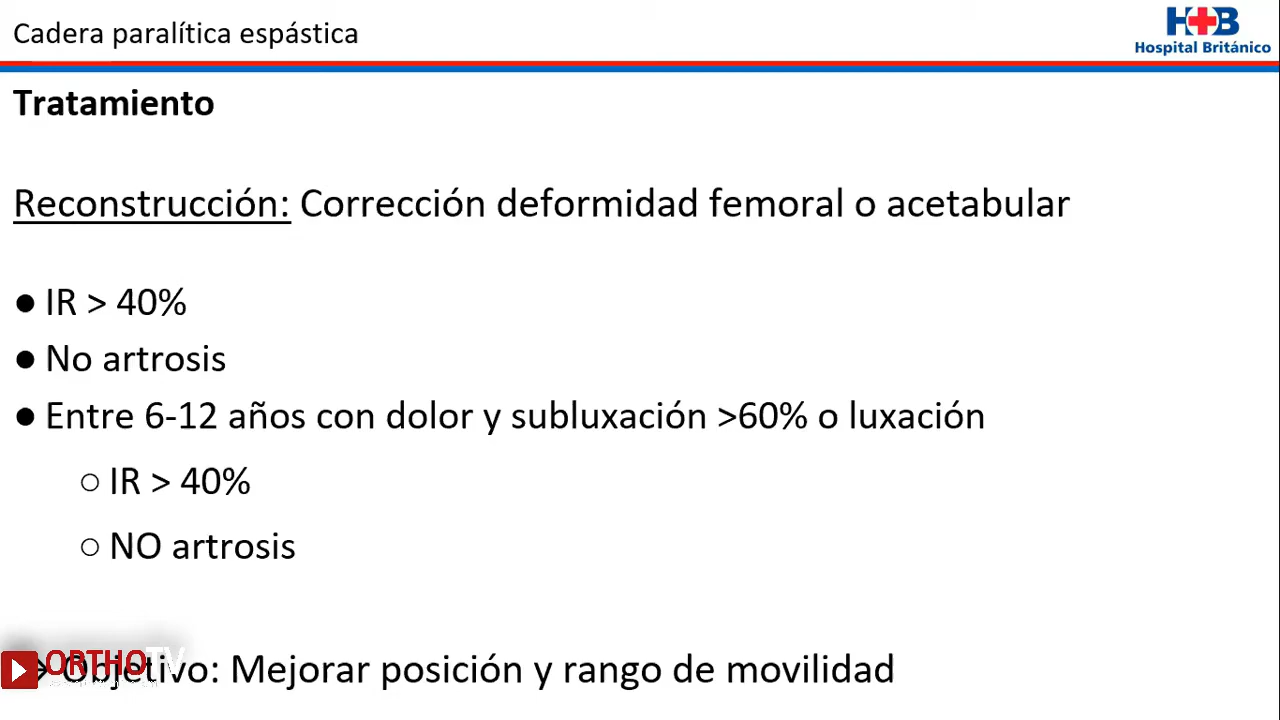 Cadera paralítica espástica
H+B
Hospital Británico
Tratamiento
Reconstrucción: Corrección deformidad femoral o acetabular
● IR > 40%
● No artrosis
● Entre 6-12 años con dolor y subluxación >60% o luxación
○ IR > 40%
○ NO artrosis
Objetivo: Mejorar posición y rango de movilidad
ORTHOTV